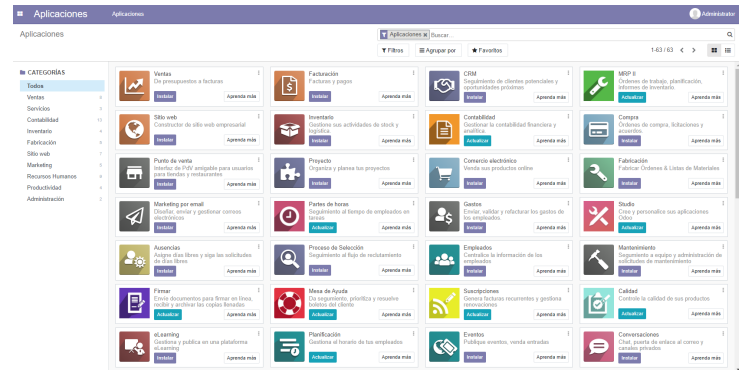 Aplicaciones
Aplicaciones
Administrador
Aplicaciones
Aplicaciones × Buscar...
Filtros
Agrupar por
Favoritos
1-63 / 63
CATEGORÍAS
Todos
Ventas
Servicios
Contabilidad
Inventario
Fabricación
Sitio web
Marketing
Recursos Humanos
Productividad
Administración
Ventas
De presupuestos a facturas
Instalar
Aprenda más
Facturación
Facturas y pagos
Instalar
Aprenda más
CRM
Seguimiento de clientes potenciales y
oportunidades próximas
Instalar
Aprenda más
MRP II
Ordenes de trabajo, planificación,
informes de inventario.
Actualizar
Aprenda más
Sitio web
Constructor de sitio web empresarial
Instalar
Aprenda más
Inventario
Gestione sus actividades de stock y
logística
Instalar
Aprenda más
Contabilidad
Gestionar la contabilidad financiera y
analítica
Actualizar
Aprenda más
Compra
Órdenes de compra, licitaciones y
acuerdos
Instalar
Aprenda más
Punto de venta
Interfaz de PdV amigable para usuarios
para tiendas y restaurantes
Instalar
Aprenda más
Proyecto
Organiza y planea tus proyectos
Instalar
Aprenda más
Comercio electrónico
Venda sus productos online
Instalar
Aprenda más
Fabricación
Fabricar Órdenes & Listas de Materiales
Instalar
Aprenda más
Marketing por email
Diseñar, enviar y gestionar correos
electrónicos
Instalar
Aprenda más
Partes de horas
Seguimiento al tiempo de empleados en
tareas
Actualizar
Aprenda más
Gastos
Enviar, validar y refacturar los gastos de
los empleados.
Instalar
Aprenda más
Studio
Cree y personalice sus aplicaciones
Odoo
Actualizar
Aprenda más
Ausencias
Asigne días libres y siga las solicitudes
de días libres
Instalar
Aprenda más
Proceso de Selección
Seguimiento al flujo de reclutamiento
Instalar
Aprenda más
Empleados
Centralice la información de los
empleados
Instalar
Aprenda más
Mantenimiento
Seguimiento a equipo y administración de
solicitudes de mantenimiento
Instalar
Aprenda más
Firmar
Envíe documentos para firmar en línea,
recibir y archivar las copias llenadas
Actualizar
Aprenda más
Mesa de Ayuda
Da seguimiento, prioritiza y resuelve
boletos del cliente
Actualizar
Aprenda más
Suscripciones
Genera facturas recurrentes y gestiona
renovaciones
Actualizar
Aprenda más
Calidad
Controle la calidad de sus productos
Actualizar
Aprenda más
eLearning
Gestiona y publica en una plataforma
eLearning
Instalar
Aprenda más
Planificación
Gestiona el horario de tus empleados
Actualizar
Aprenda más
Eventos
Publique eventos, venda entradas
Instalar
Aprenda más
Conversaciones
Chat, puerta de enlace al correo y
canales privados
Instalar
Aprenda más